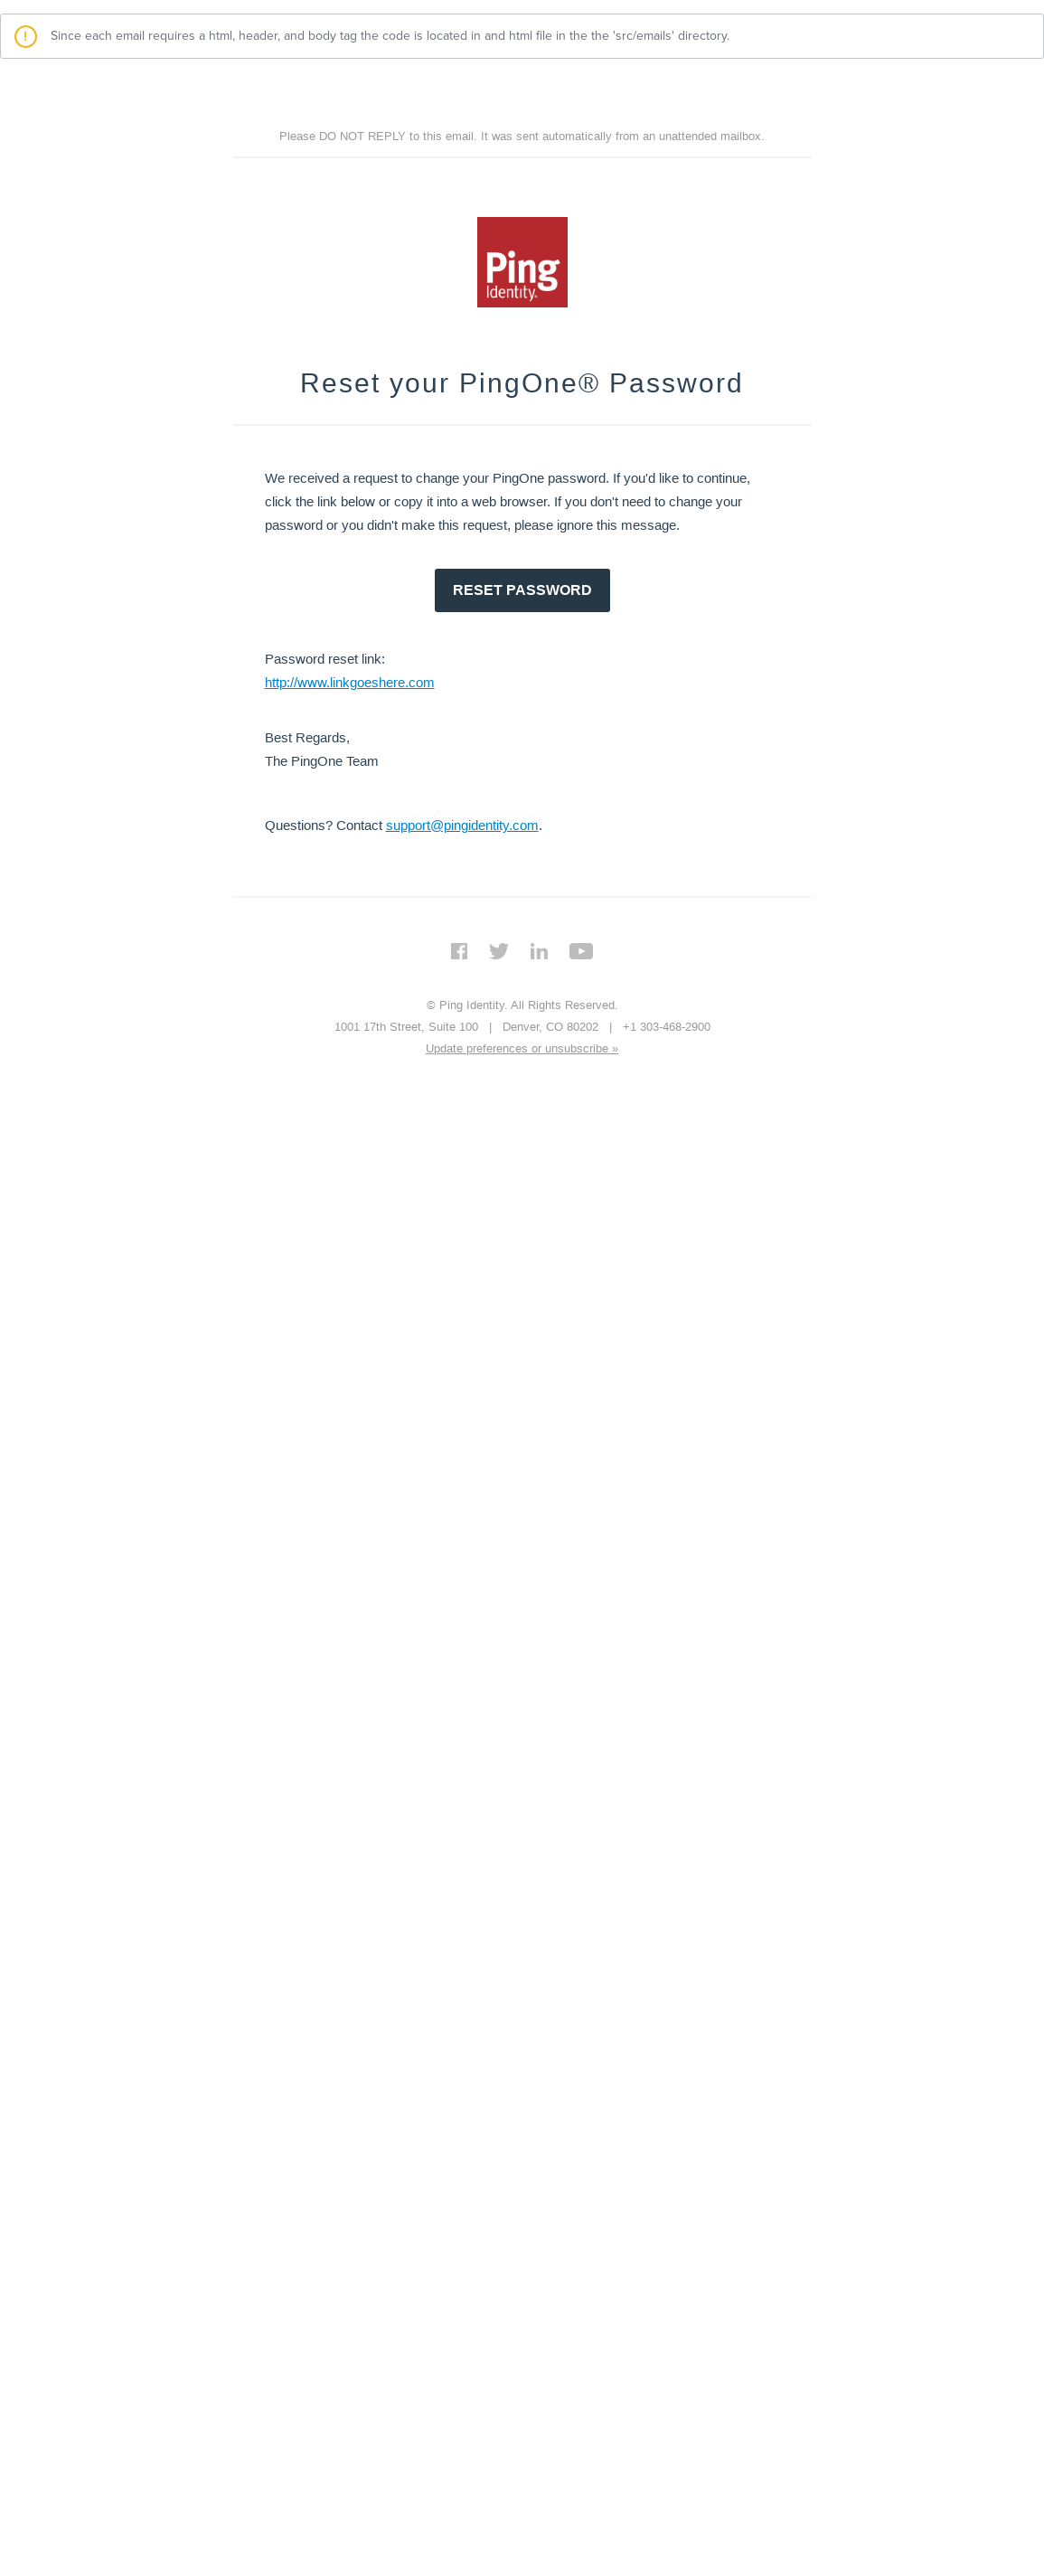 Since each email requires a html, header, and body tag the code is located in and html file in the the 'src/emails' directory.
Please DO NOT REPLY to this email. It was sent automatically from an unattended mailbox.
Ping
Identity®
Reset your PingOne® Password
We received a request to change your PingOne password. If you'd like to continue,
click the link below or copy it into a web browser. If you don't need to change your
password or you didn't make this request, please ignore this message.
RESET PASSWORD
Password reset link:
http://www.linkgoeshere.com
Best Regards,
The PingOne Team
Questions? Contact support@pingidentity.com.
© Ping Identity. All Rights Reserved.
1001 17th Street, Suite 100 | Denver, CO 80202 | +1 303-468-2900
Update preferences or unsubscribe »